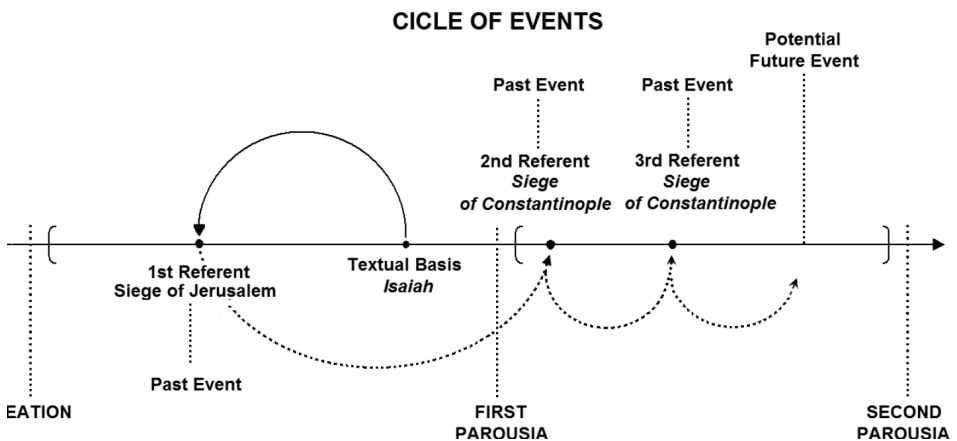 CICLE OF EVENTS
Potential
Future Event
Past Event
Past Event
2nd Referent
Siege
of Constantinople
3rd Referent
Siege
of Constantinople
1st Referent
Siege of Jerusalem
Textual Basis
Isaiah
Past Event
EATION
FIRST
PAROUSIA
SECOND
PAROUSIA